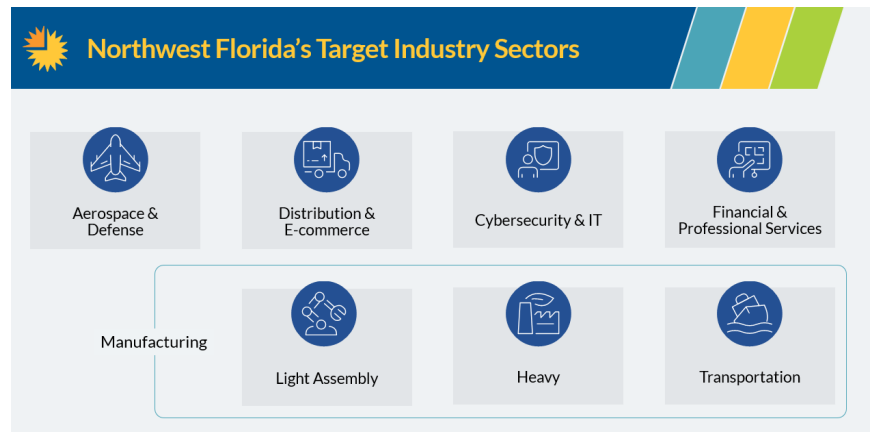 Northwest Florida's Target Industry Sectors
Aerospace &
Defense
Distribution &
E-commerce
Cybersecurity & IT
Financial &
Professional Services
Manufacturing
Light Assembly
Heavy
Transportation